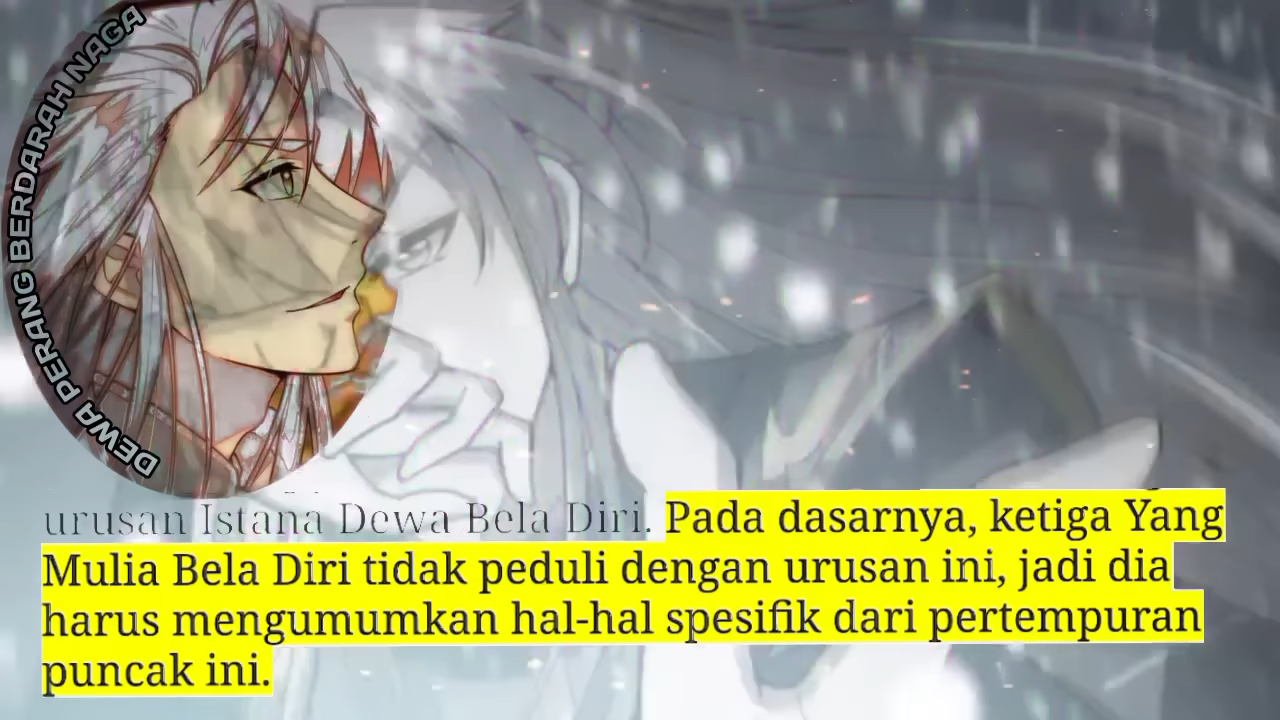 DEWA PERANG BERDARAH NAGA
urusan Istana Dewa Bela Diri. Pada dasarnya, ketiga Yang
Mulia Bela Diri tidak peduli dengan urusan ini, jadi dia
harus mengumumkan hal-hal spesifik dari pertempuran
puncak ini.